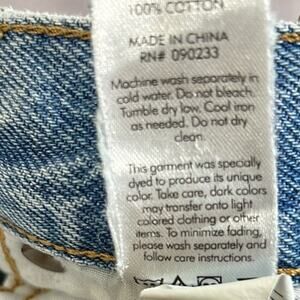 100% COTTON
MADE IN CHINA
RN# 090233
Machine wash separately in
cold water. Do not bleach.
Tumble dry low. Cool iron
as needed. Do not dry
clean.
This garment was specially
dyed to produce its unique
color. Take care, dark colors
may transfer onto light
colored clothing or other
items. To minimize fading,
please wash separately and
follow care instructions.